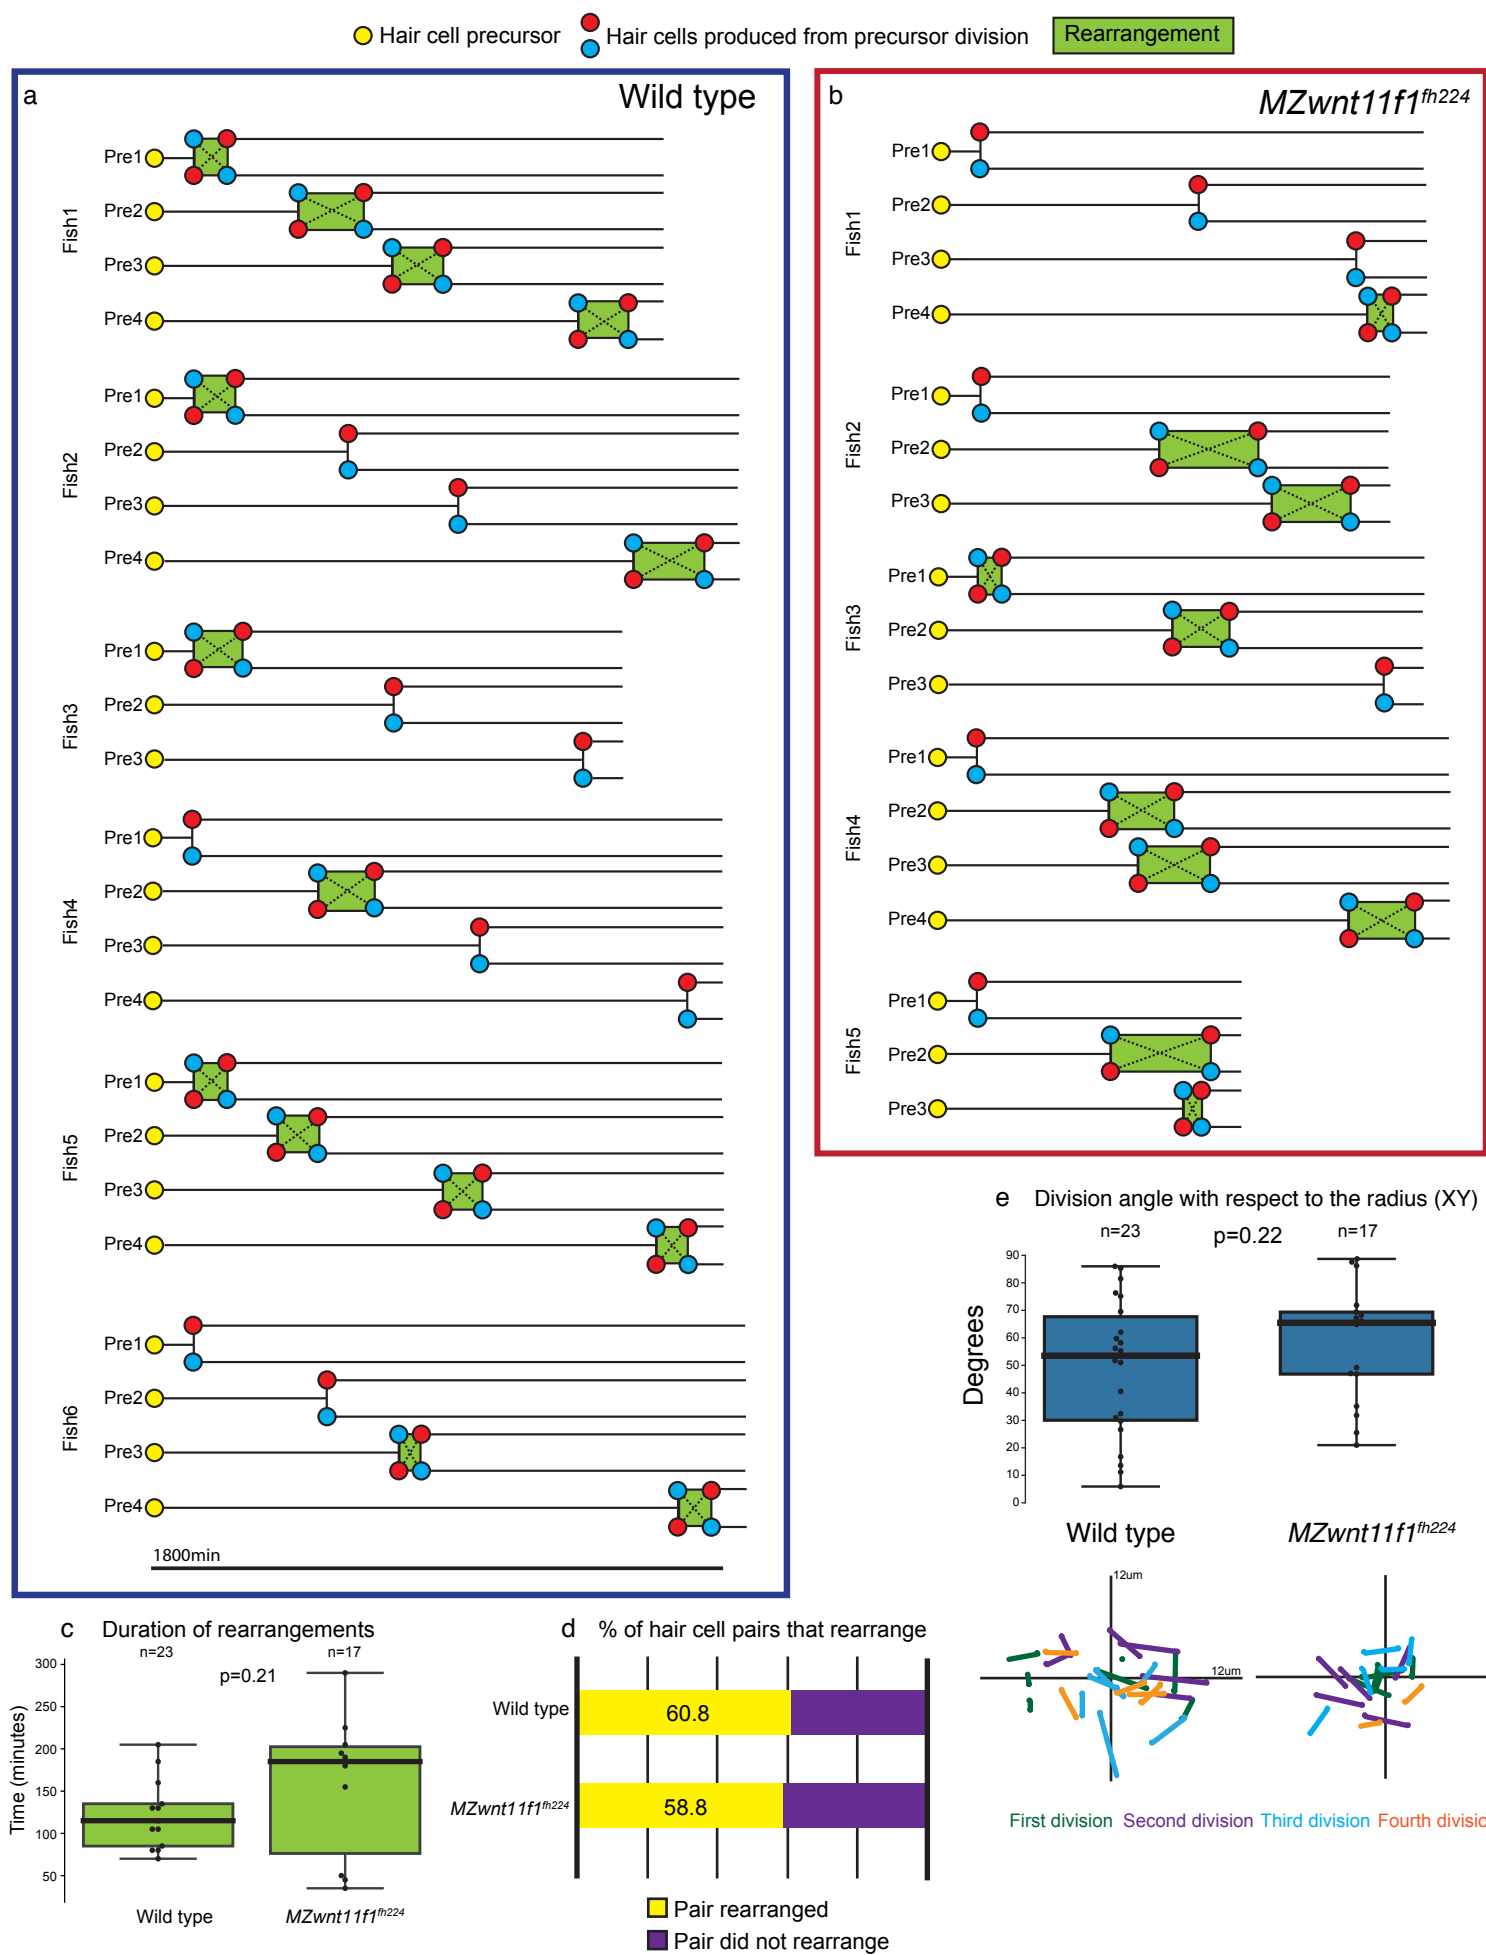 Hair cell precursor
Hair cells produced from precursor division
Rearrangement
a
Wild type
Fish1
Pre1
Pre2
Pre3
Pre4
Fish2
Pre1
Pre2
Pre3
Pre4
Fish3
Pre1
Pre2
Pre3
Fish4
Pre1
Pre2
Pre3
Pre4
Fish5
Pre1
Pre2
Pre3
Pre4
Fish6
Pre1
Pre2
Pre3
Pre4
1800min
b
MZwnt11f1fh224
Fish1
Pre1
Pre2
Pre3
Pre4
Fish2
Pre1
Pre2
Pre3
Fish3
Pre1
Pre2
Pre3
Fish4
Pre1
Pre2
Pre3
Pre4
Fish5
Pre1
Pre2
Pre3
c Duration of rearrangements
n=23 n=17
p=0.21
Time (minutes)
300
250
200
150
100
50
Wild type MZwnt11f1fh224
d % of hair cell pairs that rearrange
Wild type 60.8
MZwnt11f1fh224 58.8
Pair rearranged
Pair did not rearrange
e Division angle with respect to the radius (XY)
n=23 p=0.22 n=17
Degrees
90
80
70
60
50
40
30
20
10
0
Wild type MZwnt11f1fh224
12um
12um
First division Second division Third division Fourth divisio